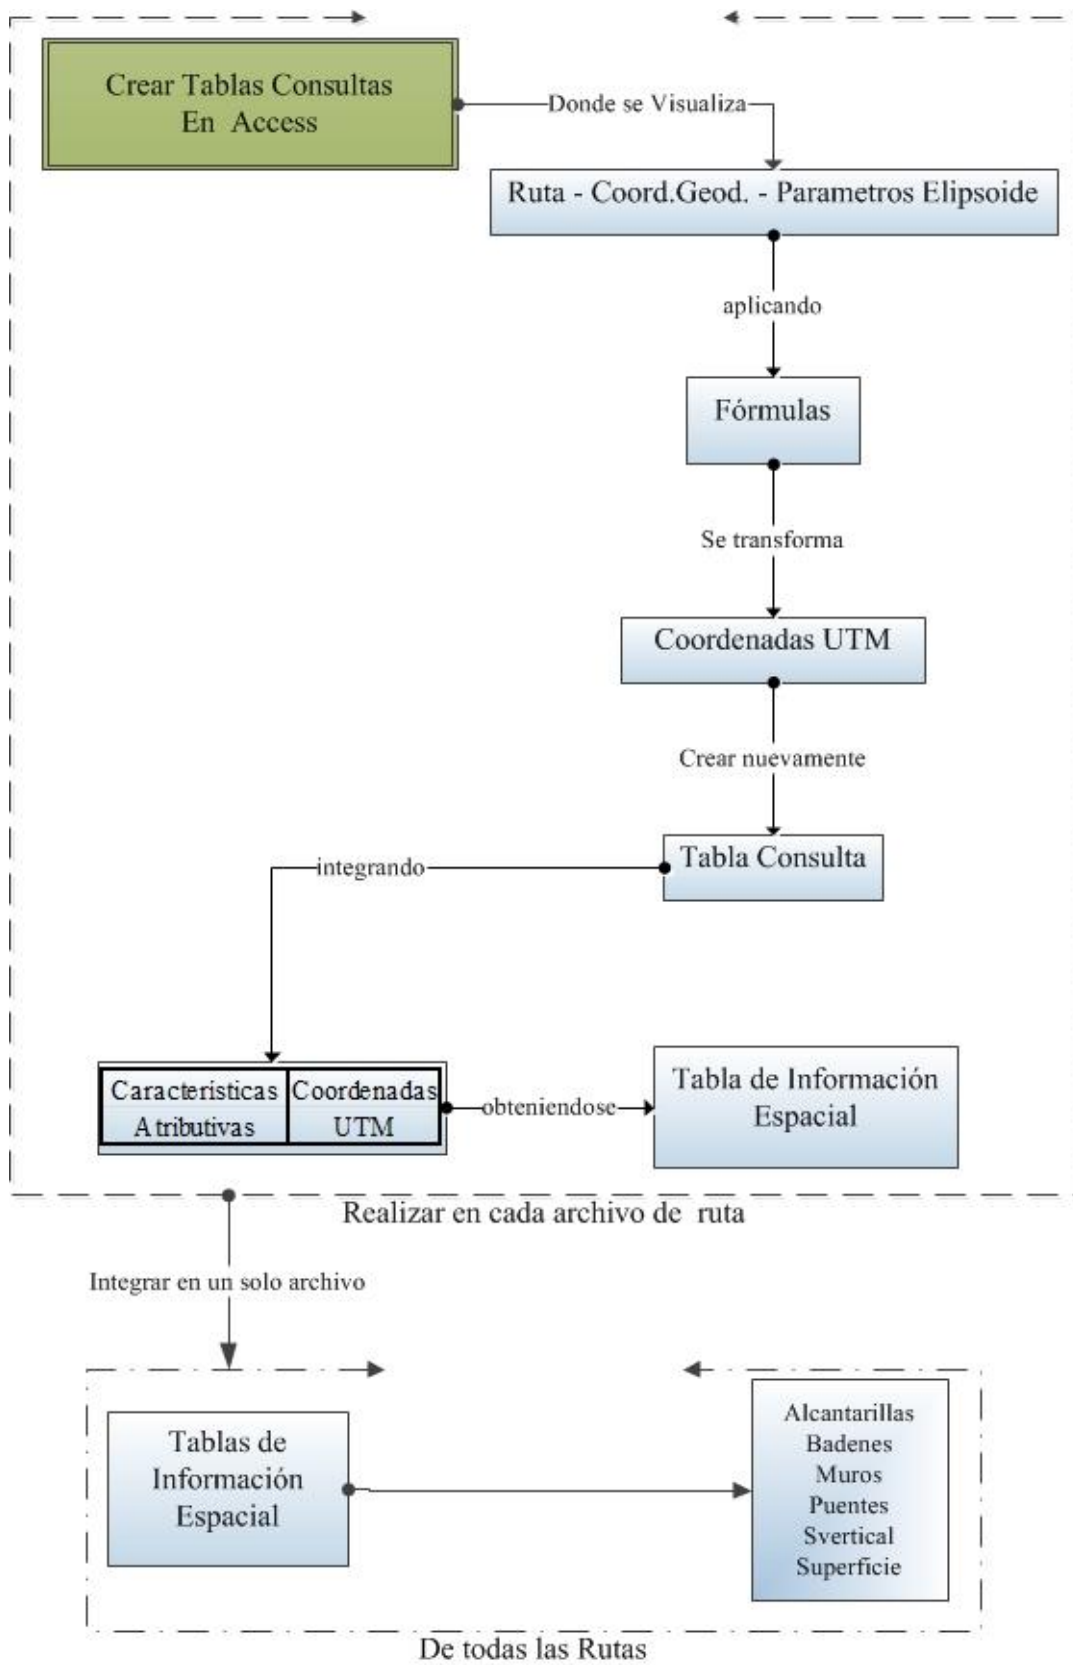 Crear Tablas Consultas
En Access
Donde se Visualiza
Ruta - Coord.Geod. - Parametros Elipsoide
aplicando
Fórmulas
Se transforma
Coordenadas UTM
Crear nuevamente
Tabla Consulta
integrando
Características
Atributivas
Coordenadas
UTM
obteniendose
Tabla de Información
Espacial
Realizar en cada archivo de ruta
Integrar en un solo archivo
Tablas de
Información
Espacial
Alcantarillas
Badenes
Muros
Puentes
Svertical
Superficie
De todas las Rutas